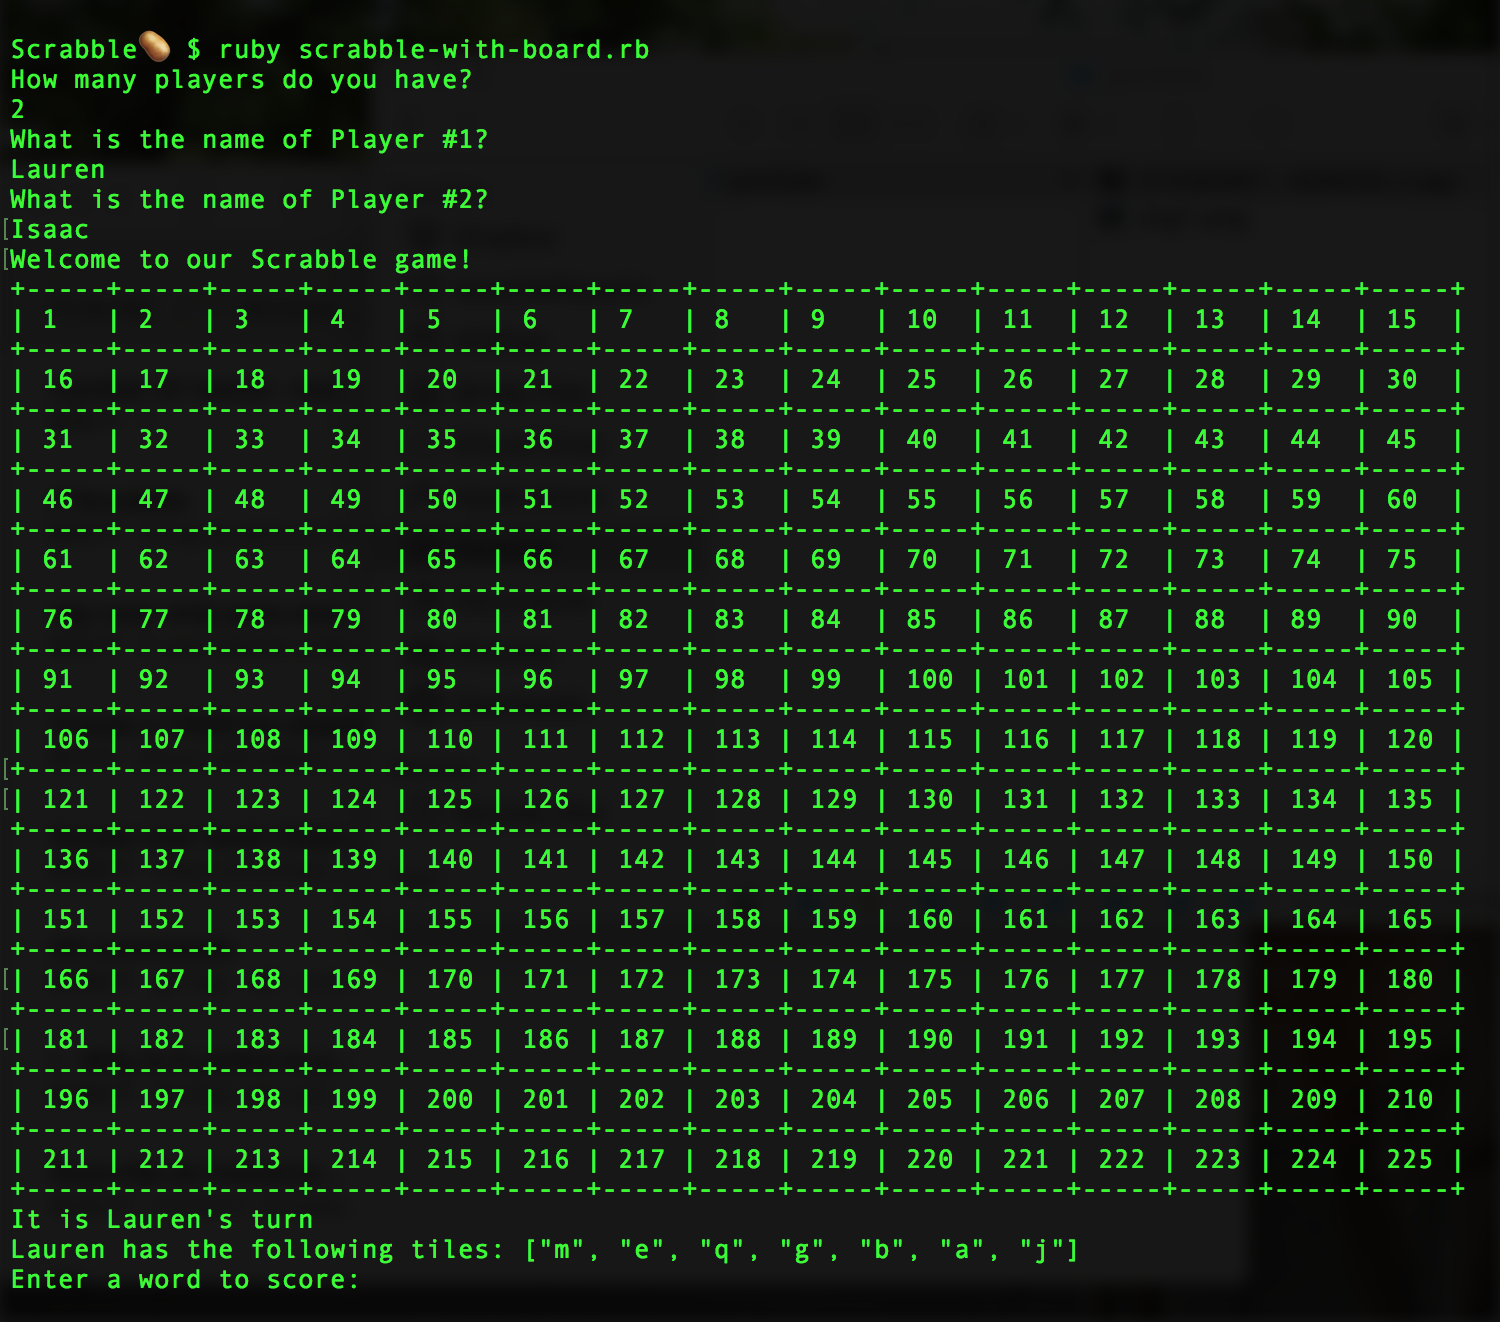 Scrabble🥔 $ ruby scrabble-with-board.rb
How many players do you have?
2
What is the name of Player #1?
Lauren
What is the name of Player #2?
[Isaac
[Welcome to our Scrabble game!
+-----+-----+-----+-----+-----+-----+-----+-----+-----+-----+-----+-----+-----+-----+-----+
| 1   | 2   | 3   | 4   | 5   | 6   | 7   | 8   | 9   | 10  | 11  | 12  | 13  | 14  | 15  |
+-----+-----+-----+-----+-----+-----+-----+-----+-----+-----+-----+-----+-----+-----+-----+
| 16  | 17  | 18  | 19  | 20  | 21  | 22  | 23  | 24  | 25  | 26  | 27  | 28  | 29  | 30  |
+-----+-----+-----+-----+-----+-----+-----+-----+-----+-----+-----+-----+-----+-----+-----+
| 31  | 32  | 33  | 34  | 35  | 36  | 37  | 38  | 39  | 40  | 41  | 42  | 43  | 44  | 45  |
+-----+-----+-----+-----+-----+-----+-----+-----+-----+-----+-----+-----+-----+-----+-----+
| 46  | 47  | 48  | 49  | 50  | 51  | 52  | 53  | 54  | 55  | 56  | 57  | 58  | 59  | 60  |
+-----+-----+-----+-----+-----+-----+-----+-----+-----+-----+-----+-----+-----+-----+-----+
| 61  | 62  | 63  | 64  | 65  | 66  | 67  | 68  | 69  | 70  | 71  | 72  | 73  | 74  | 75  |
+-----+-----+-----+-----+-----+-----+-----+-----+-----+-----+-----+-----+-----+-----+-----+
| 76  | 77  | 78  | 79  | 80  | 81  | 82  | 83  | 84  | 85  | 86  | 87  | 88  | 89  | 90  |
+-----+-----+-----+-----+-----+-----+-----+-----+-----+-----+-----+-----+-----+-----+-----+
| 91  | 92  | 93  | 94  | 95  | 96  | 97  | 98  | 99  | 100 | 101 | 102 | 103 | 104 | 105 |
+-----+-----+-----+-----+-----+-----+-----+-----+-----+-----+-----+-----+-----+-----+-----+
| 106 | 107 | 108 | 109 | 110 | 111 | 112 | 113 | 114 | 115 | 116 | 117 | 118 | 119 | 120 |
[+-----+-----+-----+-----+-----+-----+-----+-----+-----+-----+-----+-----+-----+-----+-----+
[| 121 | 122 | 123 | 124 | 125 | 126 | 127 | 128 | 129 | 130 | 131 | 132 | 133 | 134 | 135 |
+-----+-----+-----+-----+-----+-----+-----+-----+-----+-----+-----+-----+-----+-----+-----+
| 136 | 137 | 138 | 139 | 140 | 141 | 142 | 143 | 144 | 145 | 146 | 147 | 148 | 149 | 150 |
+-----+-----+-----+-----+-----+-----+-----+-----+-----+-----+-----+-----+-----+-----+-----+
| 151 | 152 | 153 | 154 | 155 | 156 | 157 | 158 | 159 | 160 | 161 | 162 | 163 | 164 | 165 |
+-----+-----+-----+-----+-----+-----+-----+-----+-----+-----+-----+-----+-----+-----+-----+
[| 166 | 167 | 168 | 169 | 170 | 171 | 172 | 173 | 174 | 175 | 176 | 177 | 178 | 179 | 180 |
+-----+-----+-----+-----+-----+-----+-----+-----+-----+-----+-----+-----+-----+-----+-----+
[| 181 | 182 | 183 | 184 | 185 | 186 | 187 | 188 | 189 | 190 | 191 | 192 | 193 | 194 | 195 |
+-----+-----+-----+-----+-----+-----+-----+-----+-----+-----+-----+-----+-----+-----+-----+
| 196 | 197 | 198 | 199 | 200 | 201 | 202 | 203 | 204 | 205 | 206 | 207 | 208 | 209 | 210 |
+-----+-----+-----+-----+-----+-----+-----+-----+-----+-----+-----+-----+-----+-----+-----+
| 211 | 212 | 213 | 214 | 215 | 216 | 217 | 218 | 219 | 220 | 221 | 222 | 223 | 224 | 225 |
+-----+-----+-----+-----+-----+-----+-----+-----+-----+-----+-----+-----+-----+-----+-----+
It is Lauren's turn
Lauren has the following tiles: ["m", "e", "q", "g", "b", "a", "j"]
Enter a word to score: